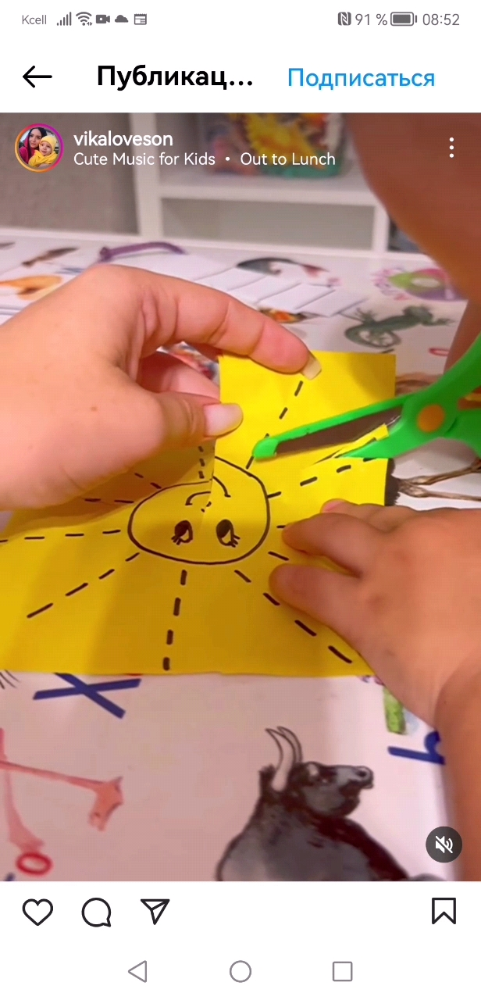 Kcell 91 % 08:52
Публикац... Подписаться
vikaloveson
Cute Music for Kids • Out to Lunch